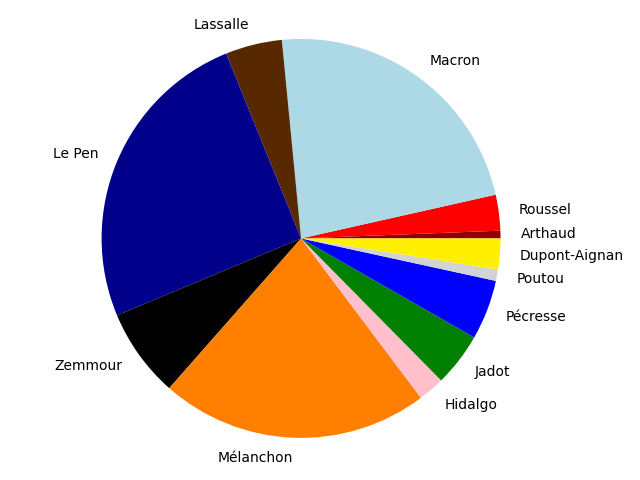 Lassalle
Macron
Le Pen
Roussel
Arthaud
Dupont-Aignan
Poutou
Pécresse
Zemmour
Jadot
Hidalgo
Mélanchon